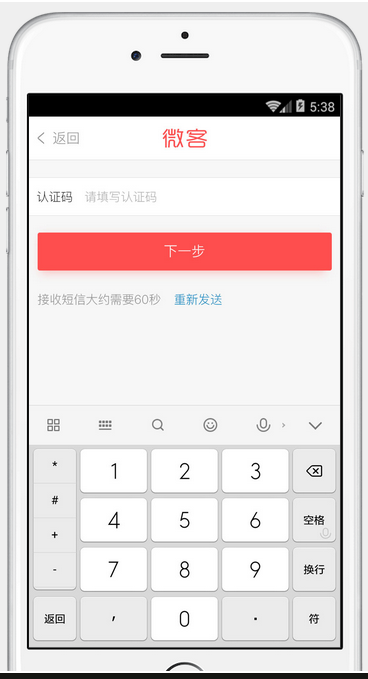 5:38
返回 微客
认证码 请填写认证码
下一步
接收短信大约需要60秒 重新发送
* 1 2 3
#
4 5 6 空格
+
- 7 8 9 换行
返回 , 0 . 符